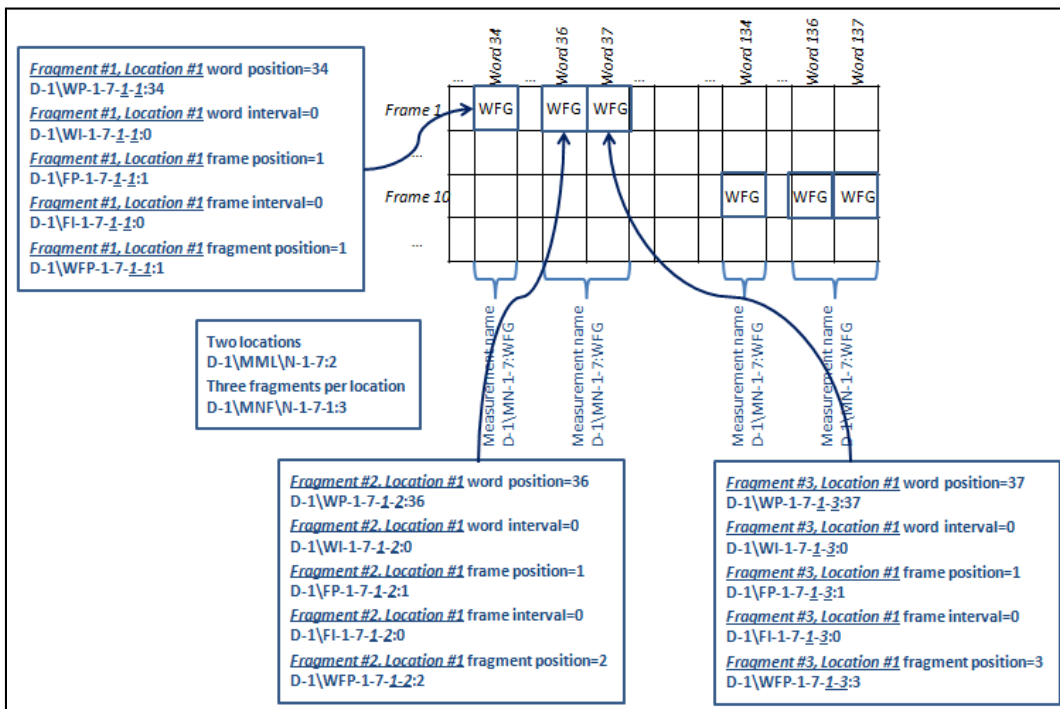 ... Word 34 ... Word 36 Word 37 ... ... Word 134 ... Word 136 Word 137
Fragment #1, Location #1 word position=34
D-1\WP-1-7-1-1:34
Fragment #1, Location #1 word interval=0
D-1\WI-1-7-1-1:0
Fragment #1, Location #1 frame position=1
D-1\FP-1-7-1-1:1
Fragment #1, Location #1 frame interval=0
D-1\FI-1-7-1-1:0
Fragment #1, Location #1 fragment position=1
D-1\WFP-1-7-1-1:1
Frame 1 WFG WFG WFG
...
Frame 10 WFG WFG WFG
...
Measurement name
D-1\MN-1-7:WFG
Measurement name
D-1\MN-1-7:WFG
Measurement name
D-1\MN-1-7:WFG
Measurement name
D-1\MN-1-7:WFG
Two locations
D-1\MML\N-1-7:2
Three fragments per location
D-1\MNF\N-1-7-1:3
Fragment #2, Location #1 word position=36
D-1\WP-1-7-1-2:36
Fragment #2, Location #1 word interval=0
D-1\WI-1-7-1-2:0
Fragment #2, Location #1 frame position=1
D-1\FP-1-7-1-2:1
Fragment #2, Location #1 frame interval=0
D-1\FI-1-7-1-2:0
Fragment #2, Location #1 fragment position=2
D-1\WFP-1-7-1-2:2
Fragment #3, Location #1 word position=37
D-1\WP-1-7-1-3:37
Fragment #3, Location #1 word interval=0
D-1\WI-1-7-1-3:0
Fragment #3, Location #1 frame position=1
D-1\FP-1-7-1-3:1
Fragment #3, Location #1 frame interval=0
D-1\FI-1-7-1-3:0
Fragment #3, Location #1 fragment position=3
D-1\WFP-1-7-1-3:3